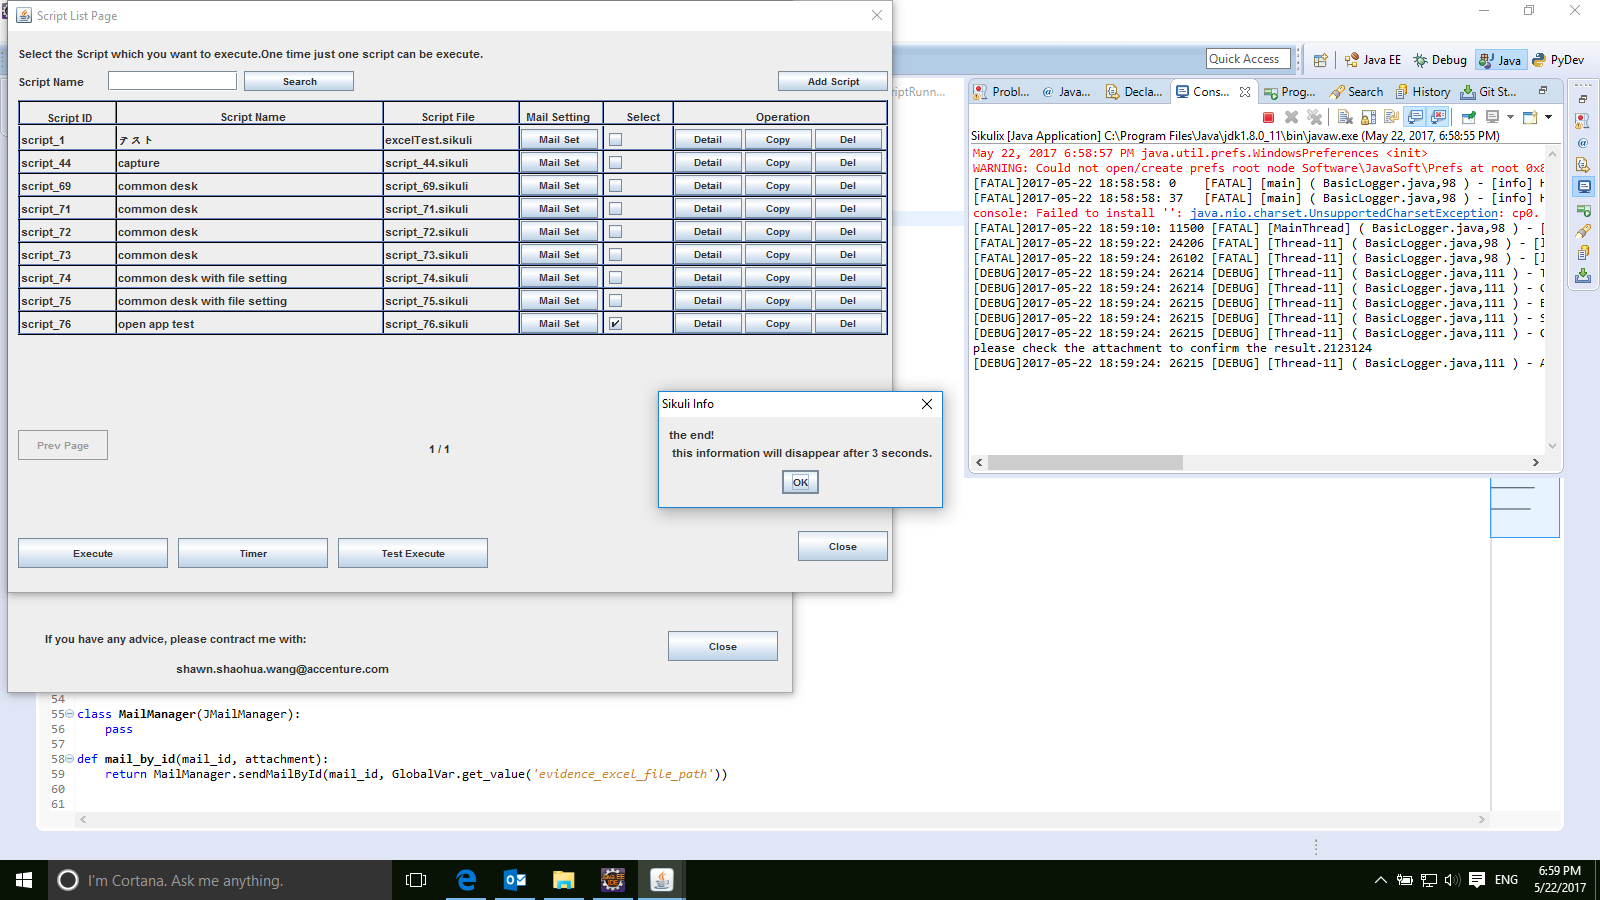 Script List Page
Select the Script which you want to execute.One time just one script can be execute.
Script Name
Search
Add Script
Script ID Script Name Script File Mail Setting Select Operation
script_1 テスト excelTest.sikuli Mail Set Detail Copy Del
script_44 capture script_44.sikuli Mail Set Detail Copy Del
script_69 common desk script_69.sikuli Mail Set Detail Copy Del
script_71 common desk script_71.sikuli Mail Set Detail Copy Del
script_72 common desk script_72.sikuli Mail Set Detail Copy Del
script_73 common desk script_73.sikuli Mail Set Detail Copy Del
script_74 common desk with file setting script_74.sikuli Mail Set Detail Copy Del
script_75 common desk with file setting script_75.sikuli Mail Set Detail Copy Del
script_76 open app test script_76.sikuli Mail Set Detail Copy Del
Prev Page
1 / 1
Execute Timer Test Execute Close
Sikuli Info
the end!
this information will disappear after 3 seconds.
OK
If you have any advice, please contract me with:
shawn.shaohua.wang@accenture.com
Close
Quick Access
Java EE Debug Java PyDev
riptRunn...
Probl... @ Java... Decla... Cons... Prog... Search History Git St...
Sikulix [Java Application] C:\Program Files\Java\jdk1.8.0_11\bin\javaw.exe (May 22, 2017, 6:58:55 PM)
May 22, 2017 6:58:57 PM java.util.prefs.WindowsPreferences <init>
WARNING: Could not open/create prefs root node Software\JavaSoft\Prefs at root 0x8
[FATAL]2017-05-22 18:58:58: 0 [FATAL] [main] ( BasicLogger.java,98 ) - [info] H
[FATAL]2017-05-22 18:58:58: 37 [FATAL] [main] ( BasicLogger.java,98 ) - [info] H
console: Failed to install '': java.nio.charset.UnsupportedCharsetException: cp0.
[FATAL]2017-05-22 18:59:10: 11500 [FATAL] [MainThread] ( BasicLogger.java,98 ) - [
[FATAL]2017-05-22 18:59:22: 24206 [FATAL] [Thread-11] ( BasicLogger.java,98 ) - [l
[FATAL]2017-05-22 18:59:24: 26102 [FATAL] [Thread-11] ( BasicLogger.java,98 ) - [l
[DEBUG]2017-05-22 18:59:24: 26214 [DEBUG] [Thread-11] ( BasicLogger.java,111 ) - T
[DEBUG]2017-05-22 18:59:24: 26214 [DEBUG] [Thread-11] ( BasicLogger.java,111 ) - C
[DEBUG]2017-05-22 18:59:24: 26215 [DEBUG] [Thread-11] ( BasicLogger.java,111 ) - B
[DEBUG]2017-05-22 18:59:24: 26215 [DEBUG] [Thread-11] ( BasicLogger.java,111 ) - S
[DEBUG]2017-05-22 18:59:24: 26215 [DEBUG] [Thread-11] ( BasicLogger.java,111 ) - C
please check the attachment to confirm the result.2123124
[DEBUG]2017-05-22 18:59:24: 26215 [DEBUG] [Thread-11] ( BasicLogger.java,111 ) - A
54
55 class MailManager(JMailManager):
56 pass
57
58 def mail_by_id(mail_id, attachment):
59 return MailManager.sendMailById(mail_id, GlobalVar.get_value('evidence_excel_file_path'))
60
61
I'm Cortana. Ask me anything.
ENG
6:59 PM
5/22/2017